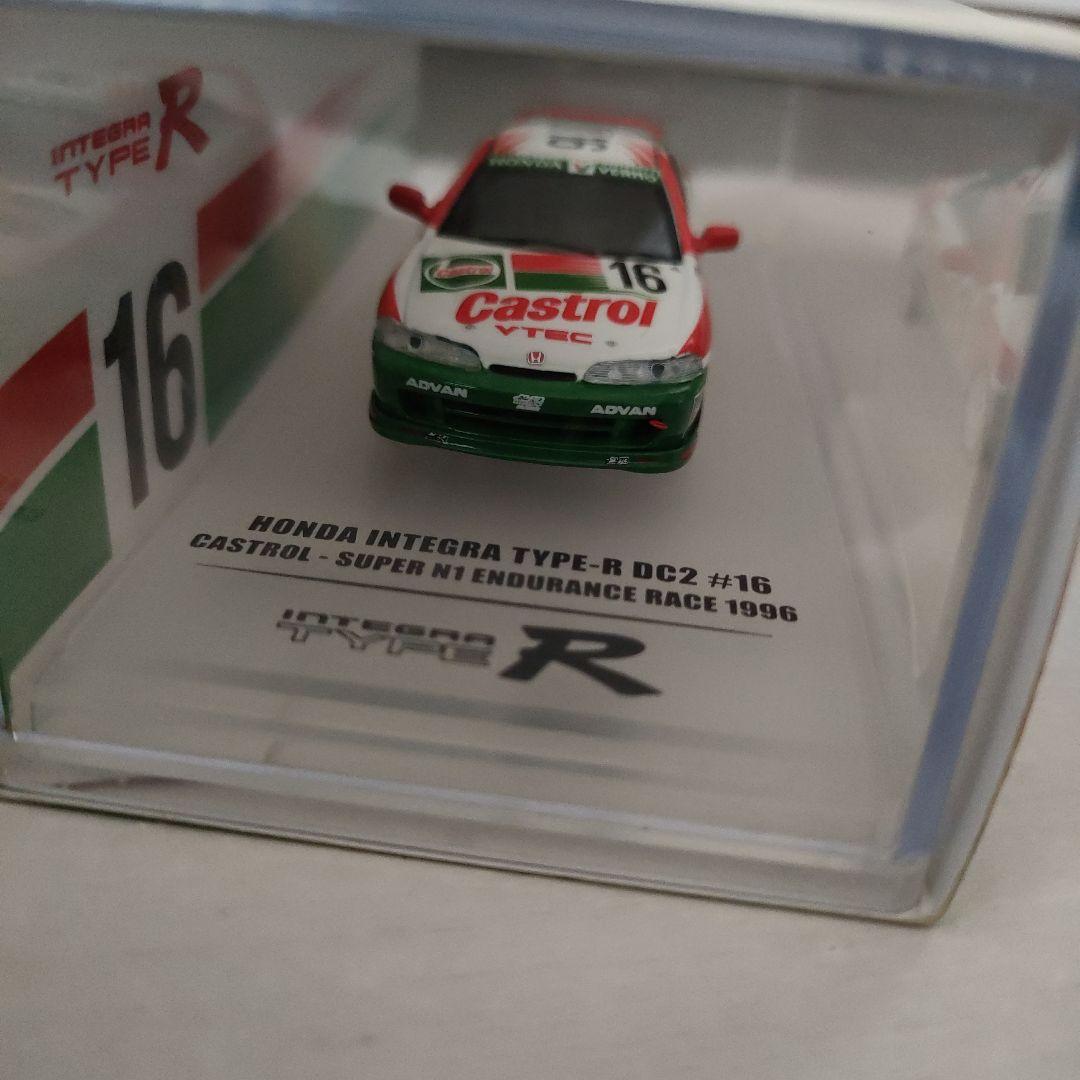 INTEGRA
TYPE R
16
Castrol
16
Castrol
VTEC
ADVAN
ADVAN
HONDA INTEGRA TYPE-R DC2 #16
CASTROL - SUPER N1 ENDURANCE RACE 1996
INTEGRA
TYPE R